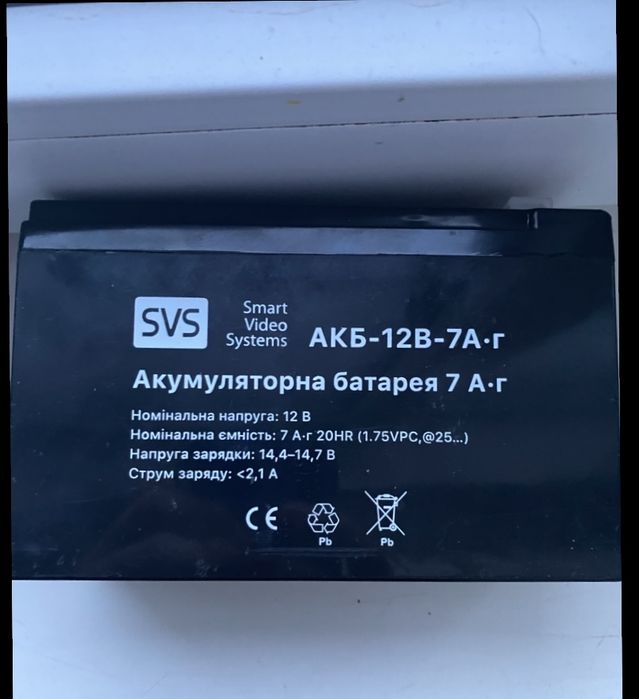 SVS
Smart
Video
Systems
АКБ-12В-7А·г
Акумуляторна батарея 7 А·г
Номінальна напруга: 12 В
Номінальна ємність: 7 А·г 20HR (1.75VPC,@25...)
Напруга зарядки: 14,4–14,7 В
Струм заряду: <2,1 А
CE
Pb
Pb